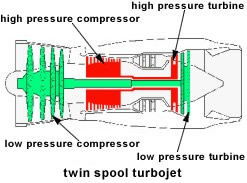 high pressure turbine
high pressure compressor
low pressure compressor
low pressure turbine
twin spool turbojet